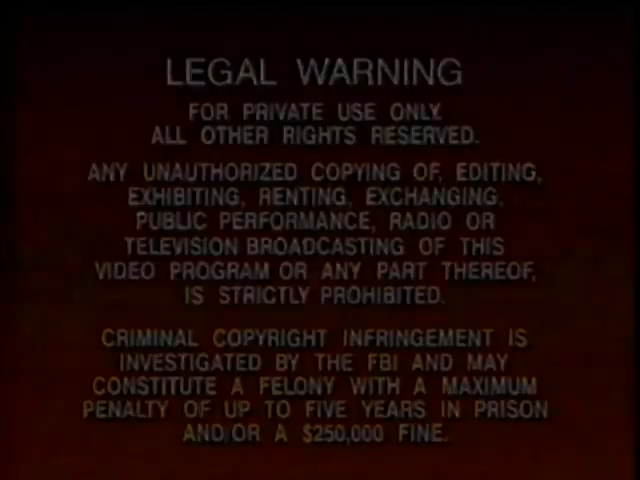 LEGAL WARNING
FOR PRIVATE USE ONLY.
ALL OTHER RIGHTS RESERVED.
ANY UNAUTHORIZED COPYING OF, EDITING,
EXHIBITING, RENTING, EXCHANGING,
PUBLIC PERFORMANCE, RADIO OR
TELEVISION BROADCASTING OF THIS
VIDEO PROGRAM OR ANY PART THEREOF,
IS STRICTLY PROHIBITED.
CRIMINAL COPYRIGHT INFRINGEMENT IS
INVESTIGATED BY THE FBI AND MAY
CONSTITUTE A FELONY WITH A MAXIMUM
PENALTY OF UP TO FIVE YEARS IN PRISON
AND/OR A $250,000 FINE.